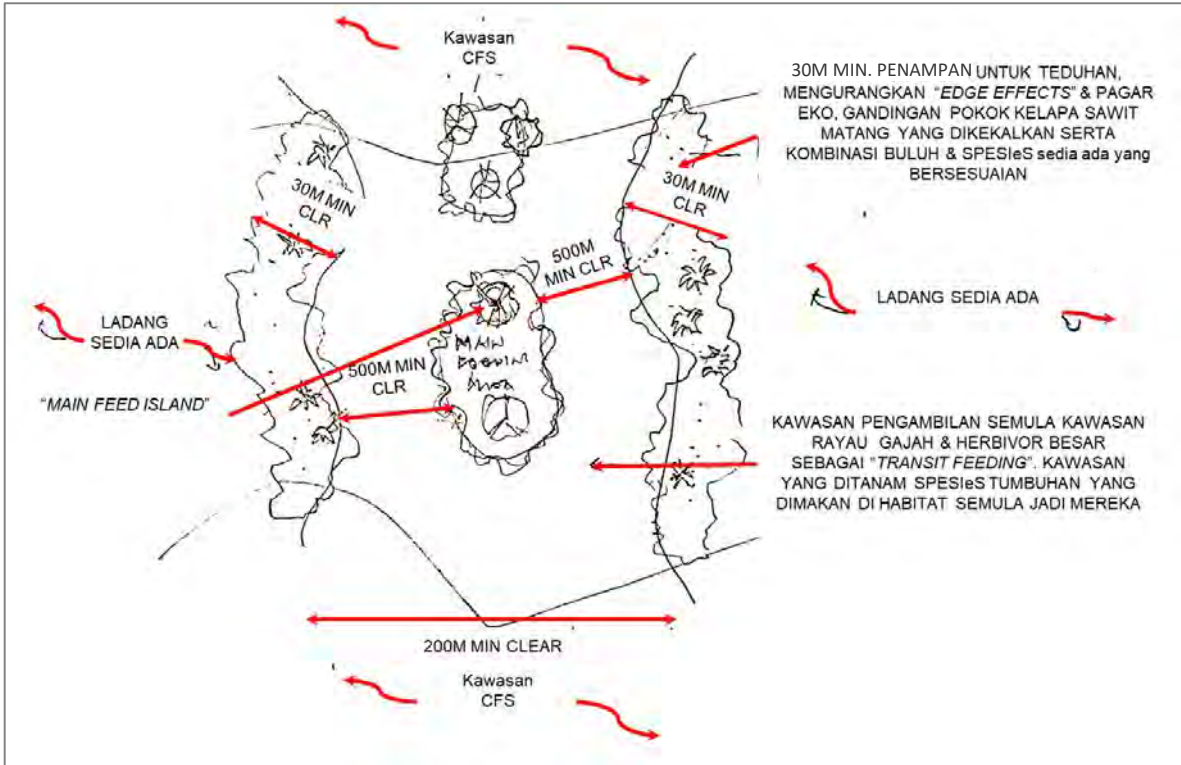 Kawasan
CFS
30M MIN. PENAMPAN UNTUK TEDUHAN,
MENGURANGKAN "EDGE EFFECTS" & PAGAR
EKO, GANDINGAN POKOK KELAPA SAWIT
MATANG YANG DIKEKALKAN SERTA
KOMBINASI BULUH & SPESIeS sedia ada yang
BERSESUAIAN
30M MIN
CLR
30M MIN
CLR
500M
MIN CLR
LADANG SEDIA ADA
LADANG
SEDIA ADA
MAIN
500M MIN
CLR
"MAIN FEED ISLAND"
KAWASAN PENGAMBILAN SEMULA KAWASAN
RAYAU GAJAH & HERBIVOR BESAR
SEBAGAI "TRANSIT FEEDING". KAWASAN
YANG DITANAM SPESIeS TUMBUHAN YANG
DIMAKAN DI HABITAT SEMULA JADI MEREKA
200M MIN CLEAR
Kawasan
CFS